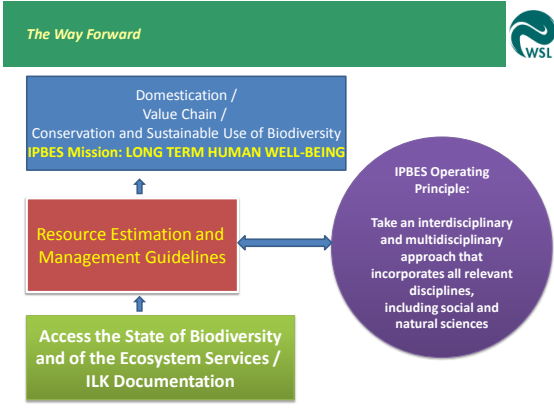 The Way Forward
WSL
Domestication /
Value Chain /
Conservation and Sustainable Use of Biodiversity
IPBES Mission: LONG TERM HUMAN WELL-BEING
IPBES Operating
Principle:
Take an interdisciplinary
and multidisciplinary
approach that
incorporates all relevant
disciplines,
including social and
natural sciences
Resource Estimation and
Management Guidelines
Access the State of Biodiversity
and of the Ecosystem Services /
ILK Documentation